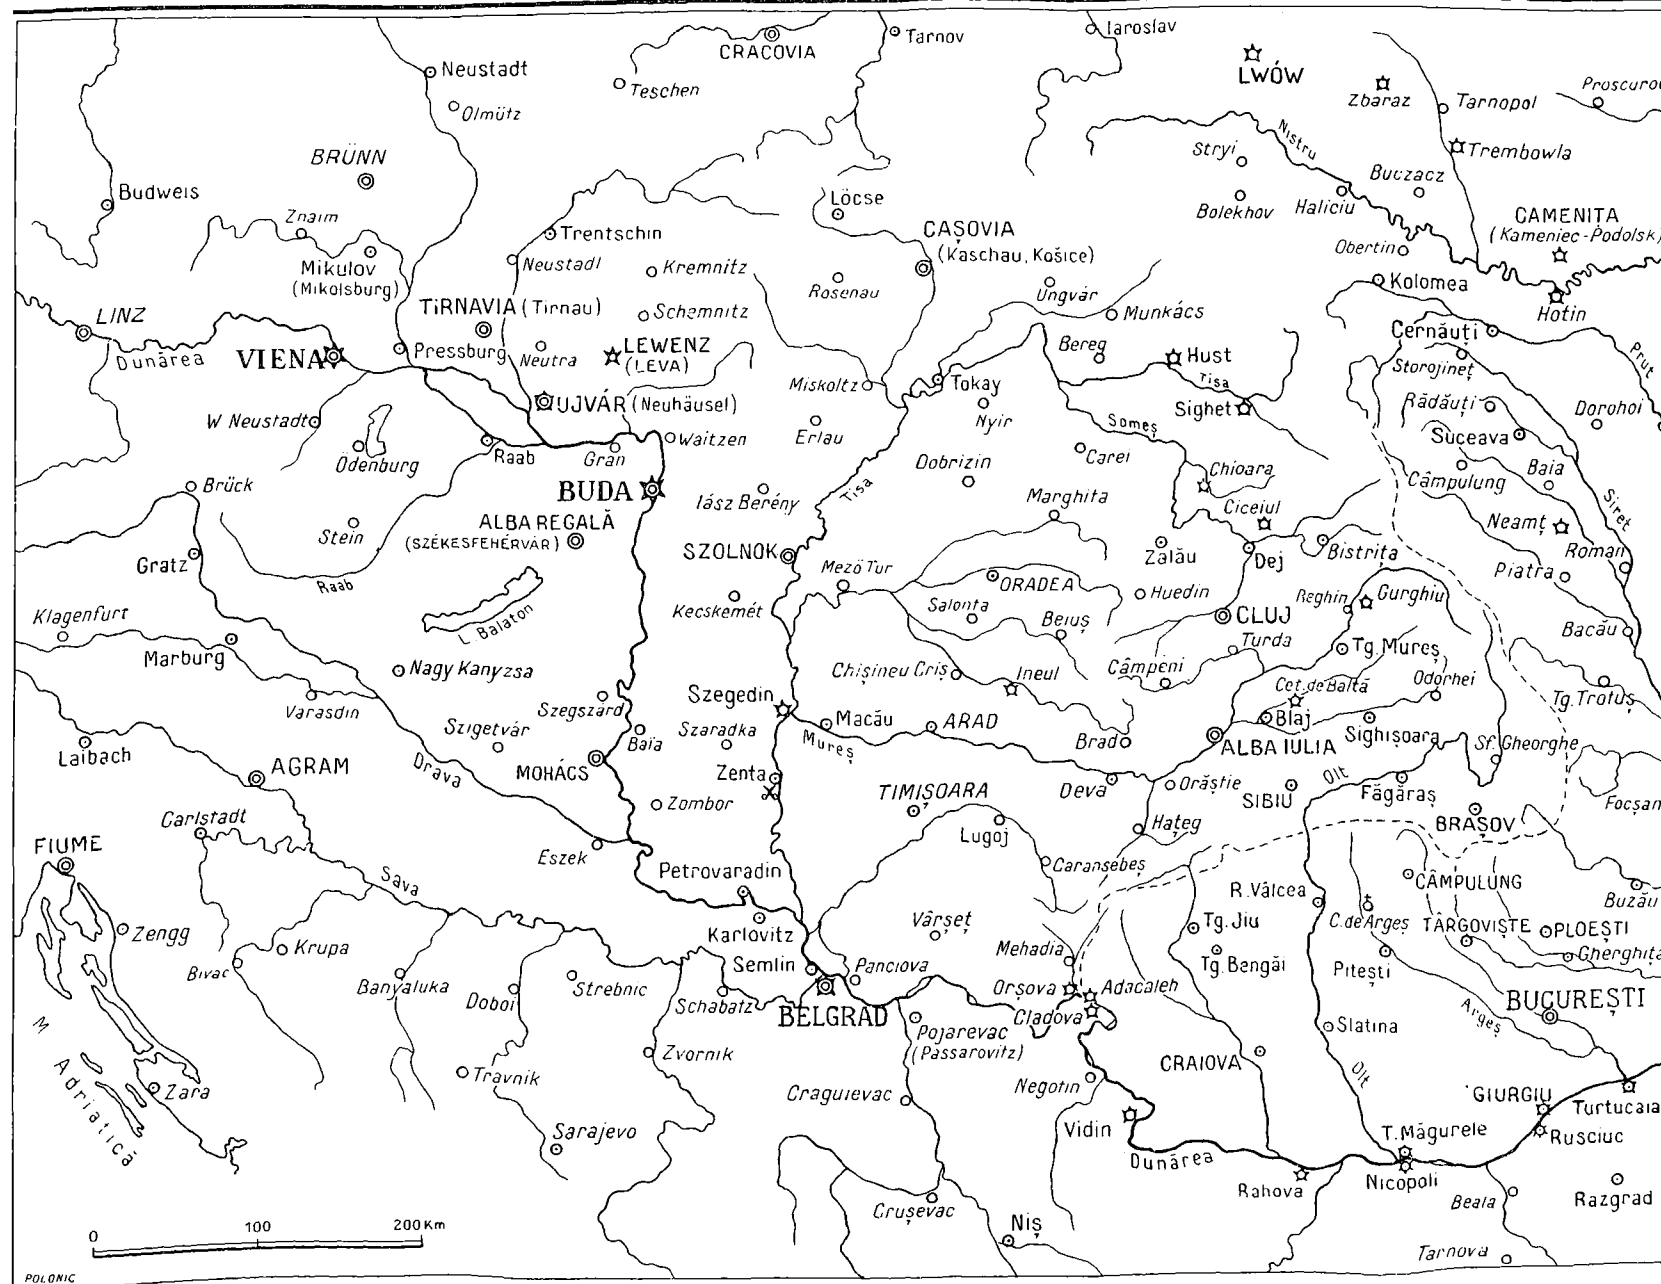 CRACOVIA
Tarnov
Iaroslav
LWÓW
Zbaraz
Tarnopol
Neustadt
Olmütz
Teschen
Nistru
Stryi
Trembowla
BRÜNN
Buczacz
Budweis
Znaim
Löcse
Bolekhov
Haliciu
CAMENIȚA
(Kameniec-Podolsk)
Trentschin
CAȘOVIA
(Kaschau, Košice)
Obertin
Mikulov
(Mikolsburg)
Neustadl
Kremnitz
Rosenau
Ungvár
Kolomea
Hotin
LINZ
TÎRNAVIA (Tirnau)
Schemnitz
Munkács
Cernăuți
Dunărea
VIENA
Pressburg
Neutra
LEWENZ
(LEVA)
Bereg
Hust
Storojineț
Prut
Miskoltz
Tokay
Tisa
Sighet
Rădăuți
Dorohoi
W. Neustadt
UJVÁR (Neuhäusel)
Nyir
Someș
Suceava
Ödenburg
Raab
Gran
Waitzen
Erlau
Dobrizin
Carei
Chioara
Câmpulung
Baia
Brück
BUDA
Iász Berény
Tisa
Marghita
Ciceiul
Siret
Stein
ALBA REGALĂ
(SZÉKESFEHÉRVÁR)
SZOLNOK
Zalău
Dej
Bistrița
Neamț
Roman
Gratz
Raab
Mezö Tur
ORADEA
Huedin
Reghin
Gurghiu
Piatra
Klagenfurt
L. Balaton
Kecskemét
Salonta
Beiuș
CLUJ
Turda
Bacău
Marburg
Nagy Kanyzsa
Chișineu Criș
Ineul
Câmpeni
Tg. Mureș
Varasdin
Szegszárd
Szegedin
Cet. de Baltă
Odorhei
Tg. Trotuș
Szigetvár
Baïa
Szaradka
Macău
ARAD
Brad
Blaj
Laibach
AGRAM
Drava
MOHÁCS
Zenta
Mureș
ALBA IULIA
Sighișoara
Sf. Gheorghe
Zombor
TIMIȘOARA
Deva
Orăștie
SIBIU
Olt
Făgăraș
Carlstadt
Lugoj
Hațeg
BRAȘOV
FIUME
Eszek
Petrovaradin
Caransebeș
Sava
R. Vâlcea
CÂMPULUNG
Buzău
Zengg
Krupa
Karlovitz
Vârșeț
Tg. Jiu
C. de Argeș
TÂRGOVIȘTE
PLOEȘTI
Bivac
Semlin
Panciova
Mehadia
Tg. Bengăi
Pitești
Banyaluka
Doboi
Strebnic
Schabatz
BELGRAD
Orșova
Adacaleh
Cladova
BUCUREȘTI
Argeș
M
Adriatică
Zara
Travnik
Zvornik
Pojarevac
(Passarovitz)
Slatina
CRAIOVA
Craguievac
Negotin
Olt
GIURGIU
Turtucaia
Sarajevo
Vidin
T. Măgurele
Rusciuc
Dunărea
Rahova
Nicopoli
Razgrad
Crușevac
Niș
Beala
0 100 200 Km
Tarnova
POLONIC